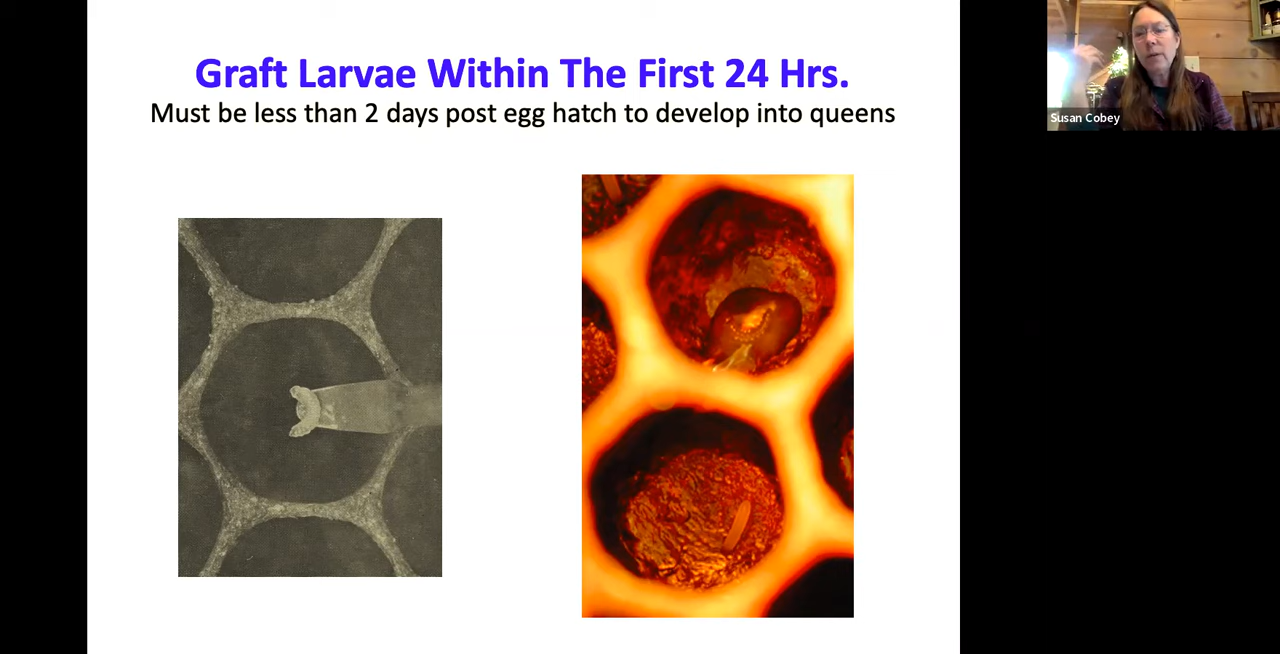 Graft Larvae Within The First 24 Hrs.
Must be less than 2 days post egg hatch to develop into queens
Susan Cobey